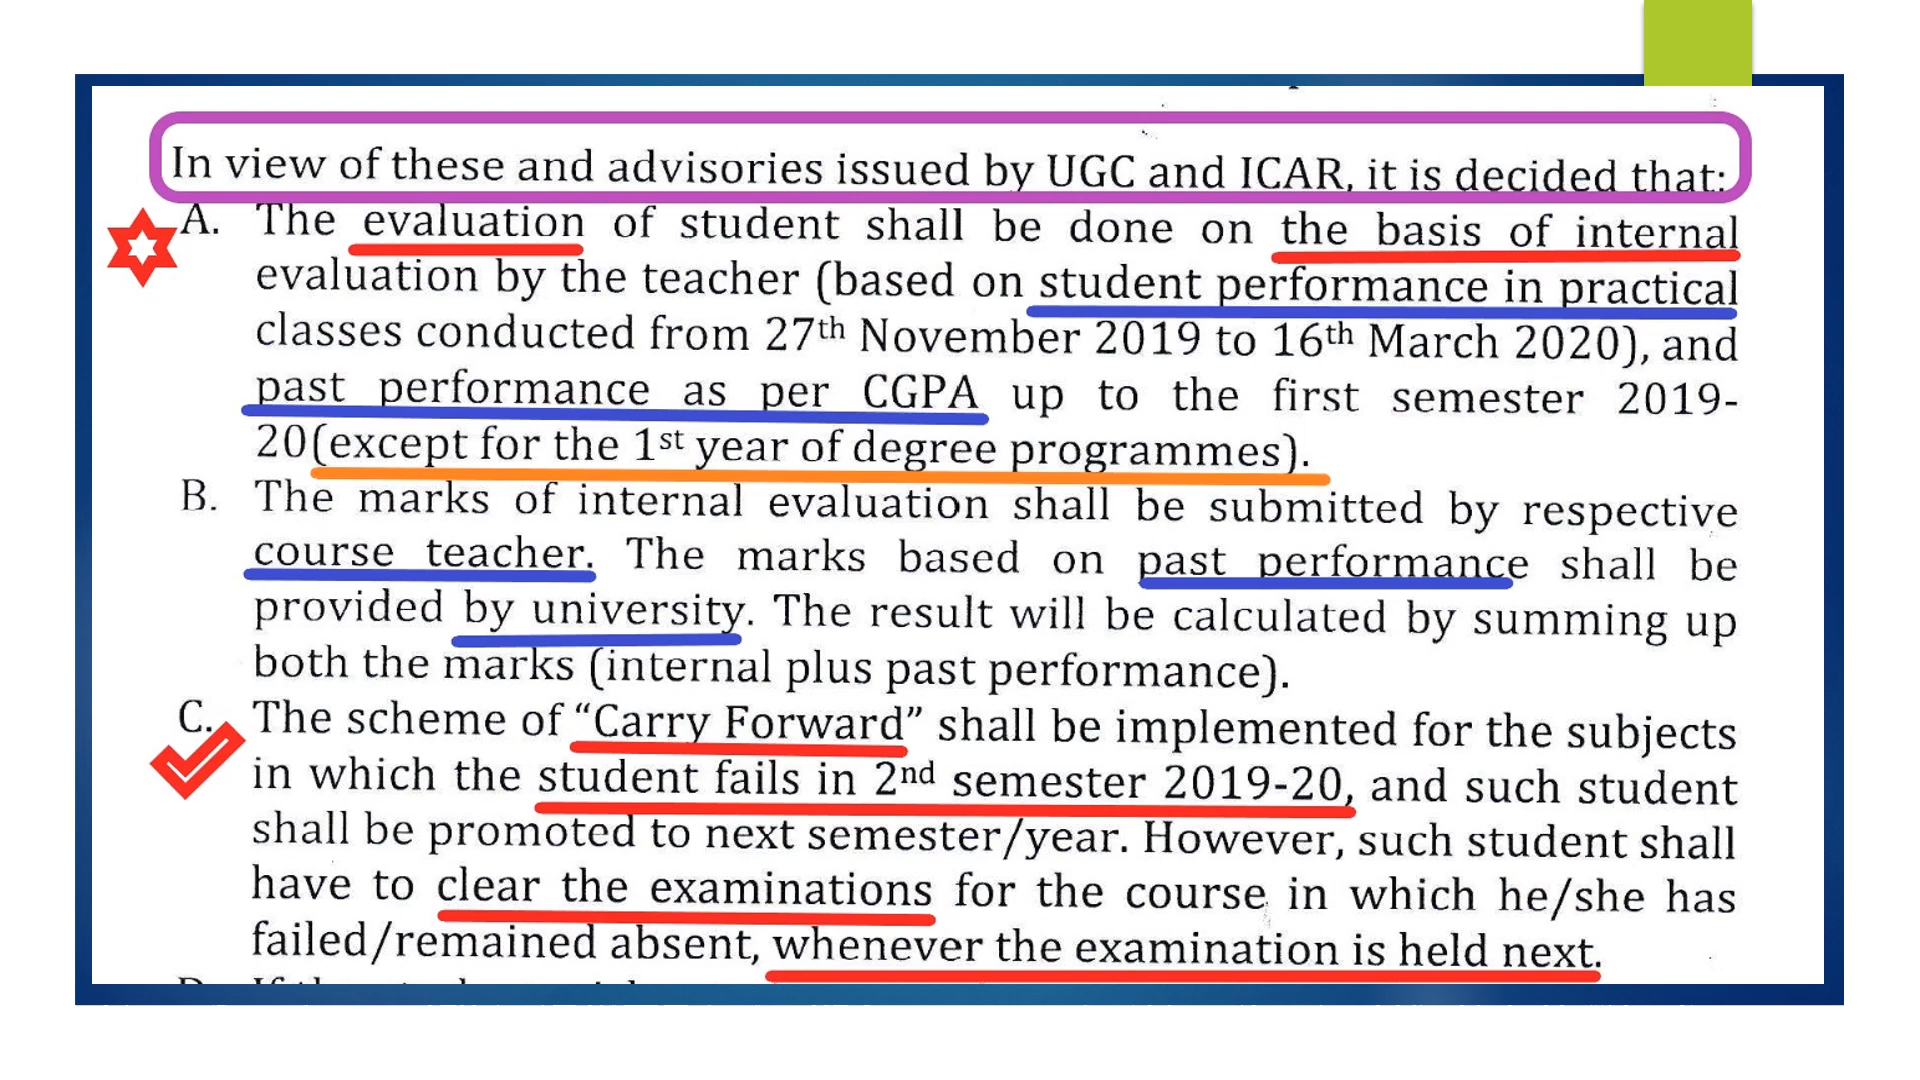 In view of these and advisories issued by UGC and ICAR, it is decided that:
A. The evaluation of student shall be done on the basis of internal
evaluation by the teacher (based on student performance in practical
classes conducted from 27th November 2019 to 16th March 2020), and
past performance as per CGPA up to the first semester 2019-
20(except for the 1st year of degree programmes).
B. The marks of internal evaluation shall be submitted by respective
course teacher. The marks based on past performance shall be
provided by university. The result will be calculated by summing up
both the marks (internal plus past performance).
C. The scheme of “Carry Forward” shall be implemented for the subjects
in which the student fails in 2nd semester 2019-20, and such student
shall be promoted to next semester/year. However, such student shall
have to clear the examinations for the course in which he/she has
failed/remained absent, whenever the examination is held next.